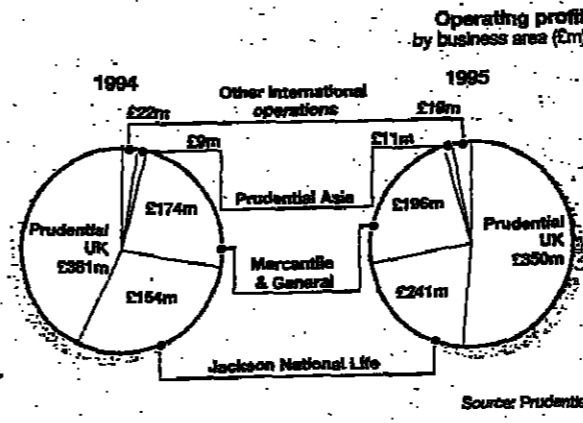 Operating profit
by business area (£m)
1994
1995
Other International
operations
£22m
£19m
£9m
£11m
Prudential Asia
£174m
£196m
Prudential
UK
£361m
Prudential
UK
£350m
Mercantile
& General
£154m
£241m
Jackson National Life
Source: Prudential